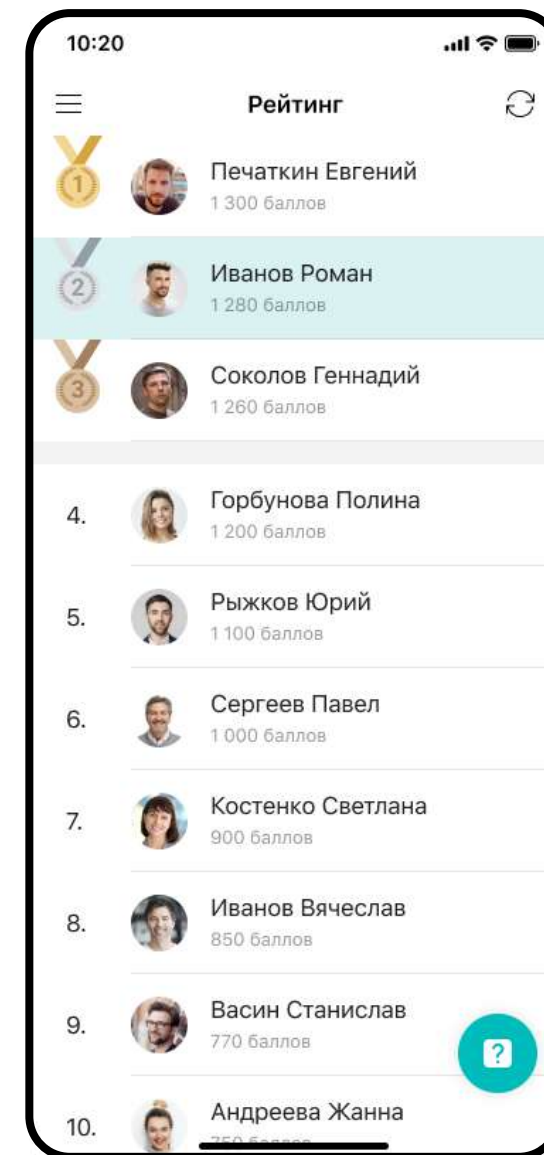 10:20
Рейтинг
1
Печаткин Евгений
1 300 баллов
2
Иванов Роман
1 280 баллов
3
Соколов Геннадий
1 260 баллов
4.
Горбунова Полина
1 200 баллов
5.
Рыжков Юрий
1 100 баллов
6.
Сергеев Павел
1 000 баллов
7.
Костенко Светлана
900 баллов
8.
Иванов Вячеслав
850 баллов
9.
Васин Станислав
770 баллов
?
10.
Андреева Жанна
750 баллов